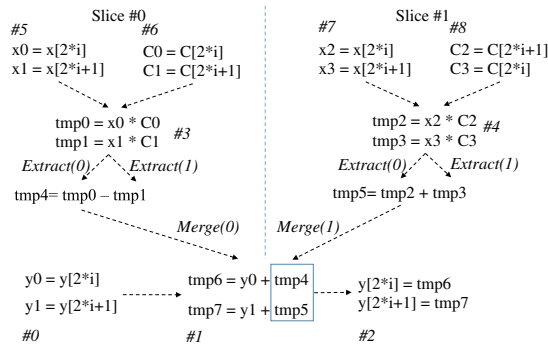 Slice #0
Slice #1
#5
#6
#7
#8
x0 = x[2*i]
x1 = x[2*i+1]
C0 = C[2*i]
C1 = C[2*i+1]
x2 = x[2*i]
x3 = x[2*i+1]
C2 = C[2*i+1]
C3 = C[2*i]
tmp0 = x0 * C0
tmp1 = x1 * C1
#3
tmp2 = x2 * C2
tmp3 = x3 * C3
#4
Extract(0)
Extract(1)
Extract(0)
Extract(1)
tmp4= tmp0 – tmp1
tmp5= tmp2 + tmp3
Merge(0)
Merge(1)
y0 = y[2*i]
y1 = y[2*i+1]
tmp6 = y0 + tmp4
tmp7 = y1 + tmp5
y[2*i] = tmp6
y[2*i+1] = tmp7
#0
#1
#2